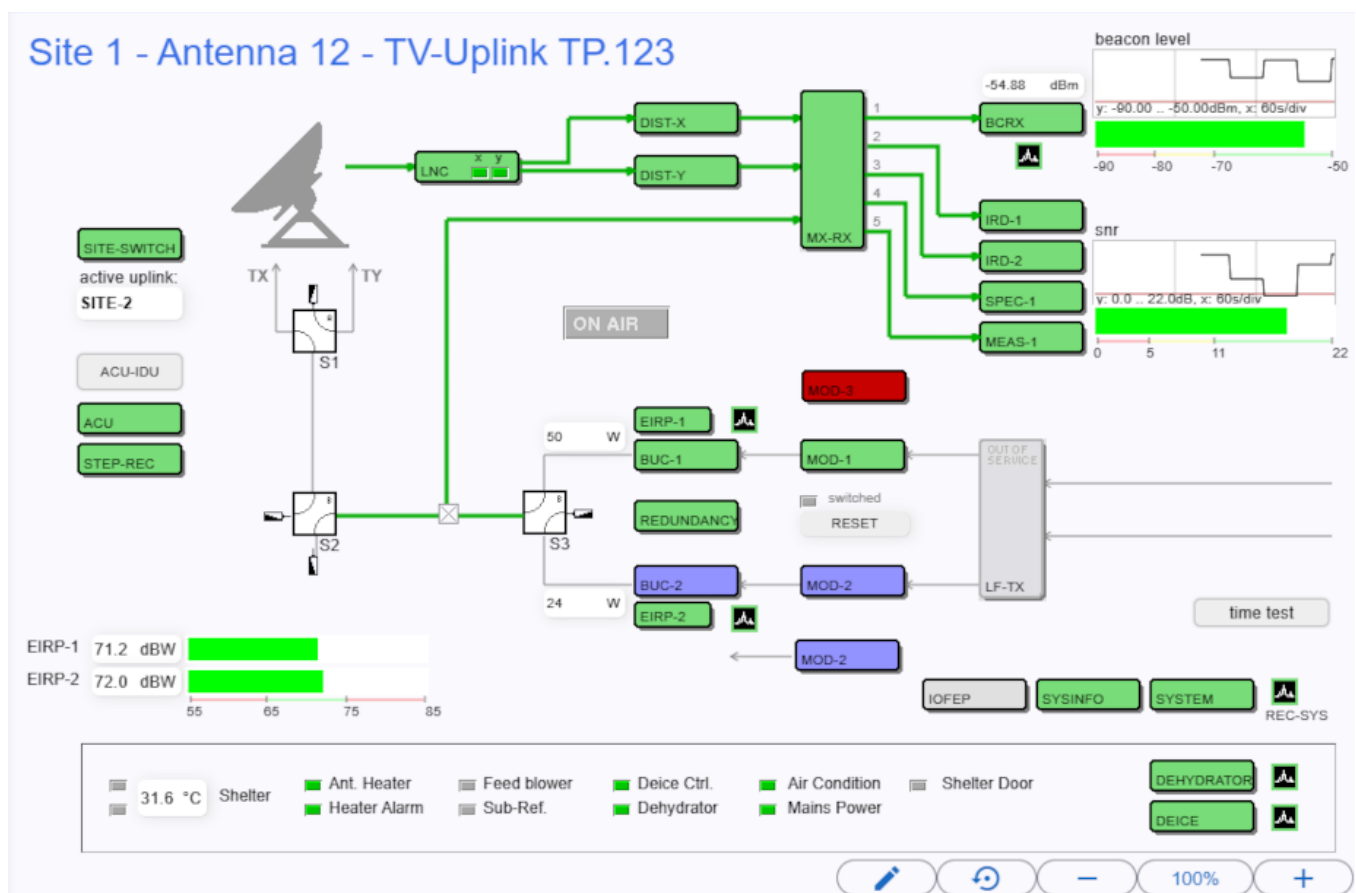 Site 1 - Antenna 12 - TV-Uplink TP.123
beacon level
-54.88 dBm
y: -90.00 .. -50.00dBm, x: 60s/div
-90 -80 -70 -50
DIST-X
1
BCRX
2
x y
LNC
DIST-Y
3
4
5
MX-RX
IRD-1
snr
IRD-2
SPEC-1
y: 0.0 .. 22.0dB, x: 60s/div
MEAS-1
0 5 11 22
SITE-SWITCH
active uplink:
SITE-2
TX TY
B
S1
ON AIR
ACU-IDU
ACU
STEP-REC
MOD-3
EIRP-1
50 W
BUC-1
MOD-1
OUT OF
SERVICE
switched
RESET
B
S2
B
S3
REDUNDANCY
BUC-2
MOD-2
LF-TX
24 W
EIRP-2
time test
MOD-2
EIRP-1 71.2 dBW
EIRP-2 72.0 dBW
55 65 75 85
IOFEP
SYSINFO
SYSTEM
REC-SYS
31.6 °C Shelter
Ant. Heater
Feed blower
Deice Ctrl.
Air Condition
Shelter Door
Heater Alarm
Sub-Ref.
Dehydrator
Mains Power
DEHYDRATOR
DEICE
100%